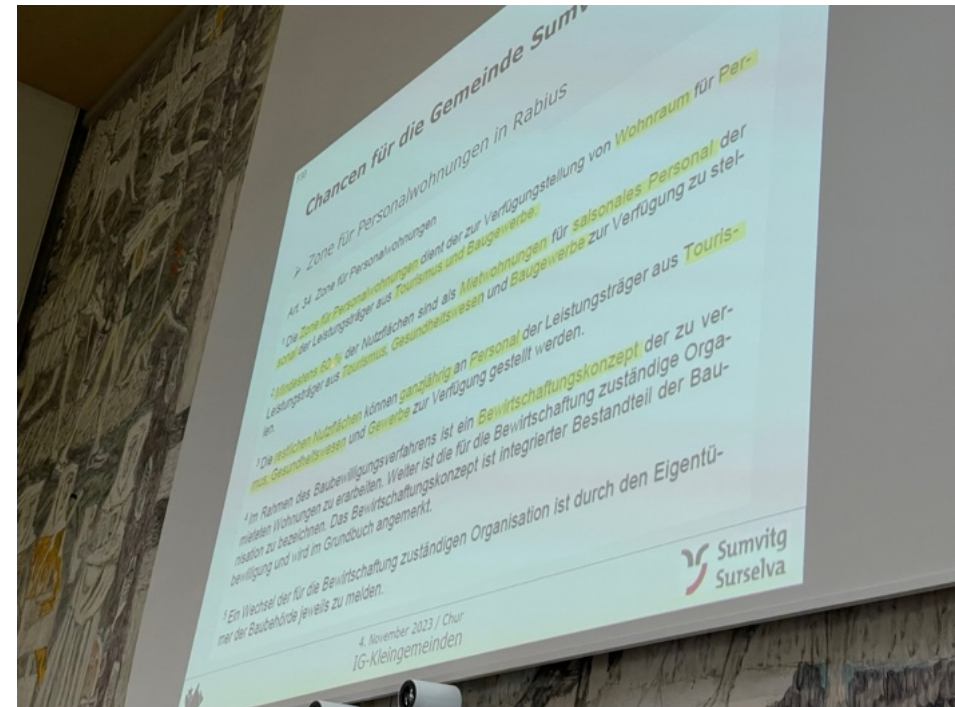 Chancen für die Gemeinde Sumv
Zone für Personalwohnungen in Rabius
Art. 34 Zone für Personalwohnungen
1 Die Zone für Personalwohnungen dient der zur Verfügungstellung von Wohnraum für Per-
sonal der Leistungsträger aus Tourismus und Baugewerbe.
2 Mindestens 60 % der Nutzflächen sind als Mietwohnungen für saisonales Personal der
Leistungsträger aus Tourismus, Gesundheitswesen und Baugewerbe zur Verfügung zu stel-
len.
3 Die restlichen Nutzflächen können ganzjährig an Personal der Leistungsträger aus Touris-
mus, Gesundheitswesen und Gewerbe zur Verfügung gestellt werden.
4 Im Rahmen des Baubewilligungsverfahrens ist ein Bewirtschaftungskonzept der zu ver-
mieteten Wohnungen zu erarbeiten. Weiter ist die für die Bewirtschaftung zuständige Orga-
nisation zu bezeichnen. Das Bewirtschaftungskonzept ist integrierter Bestandteil der Bau-
bewilligung und wird im Grundbuch angemerkt.
5 Ein Wechsel der für die Bewirtschaftung zuständigen Organisation ist durch den Eigentü-
mer der Baubehörde jeweils zu melden.
4. November 2023 / Chur
IG-Kleingemeinden
Sumvitg
Surselva